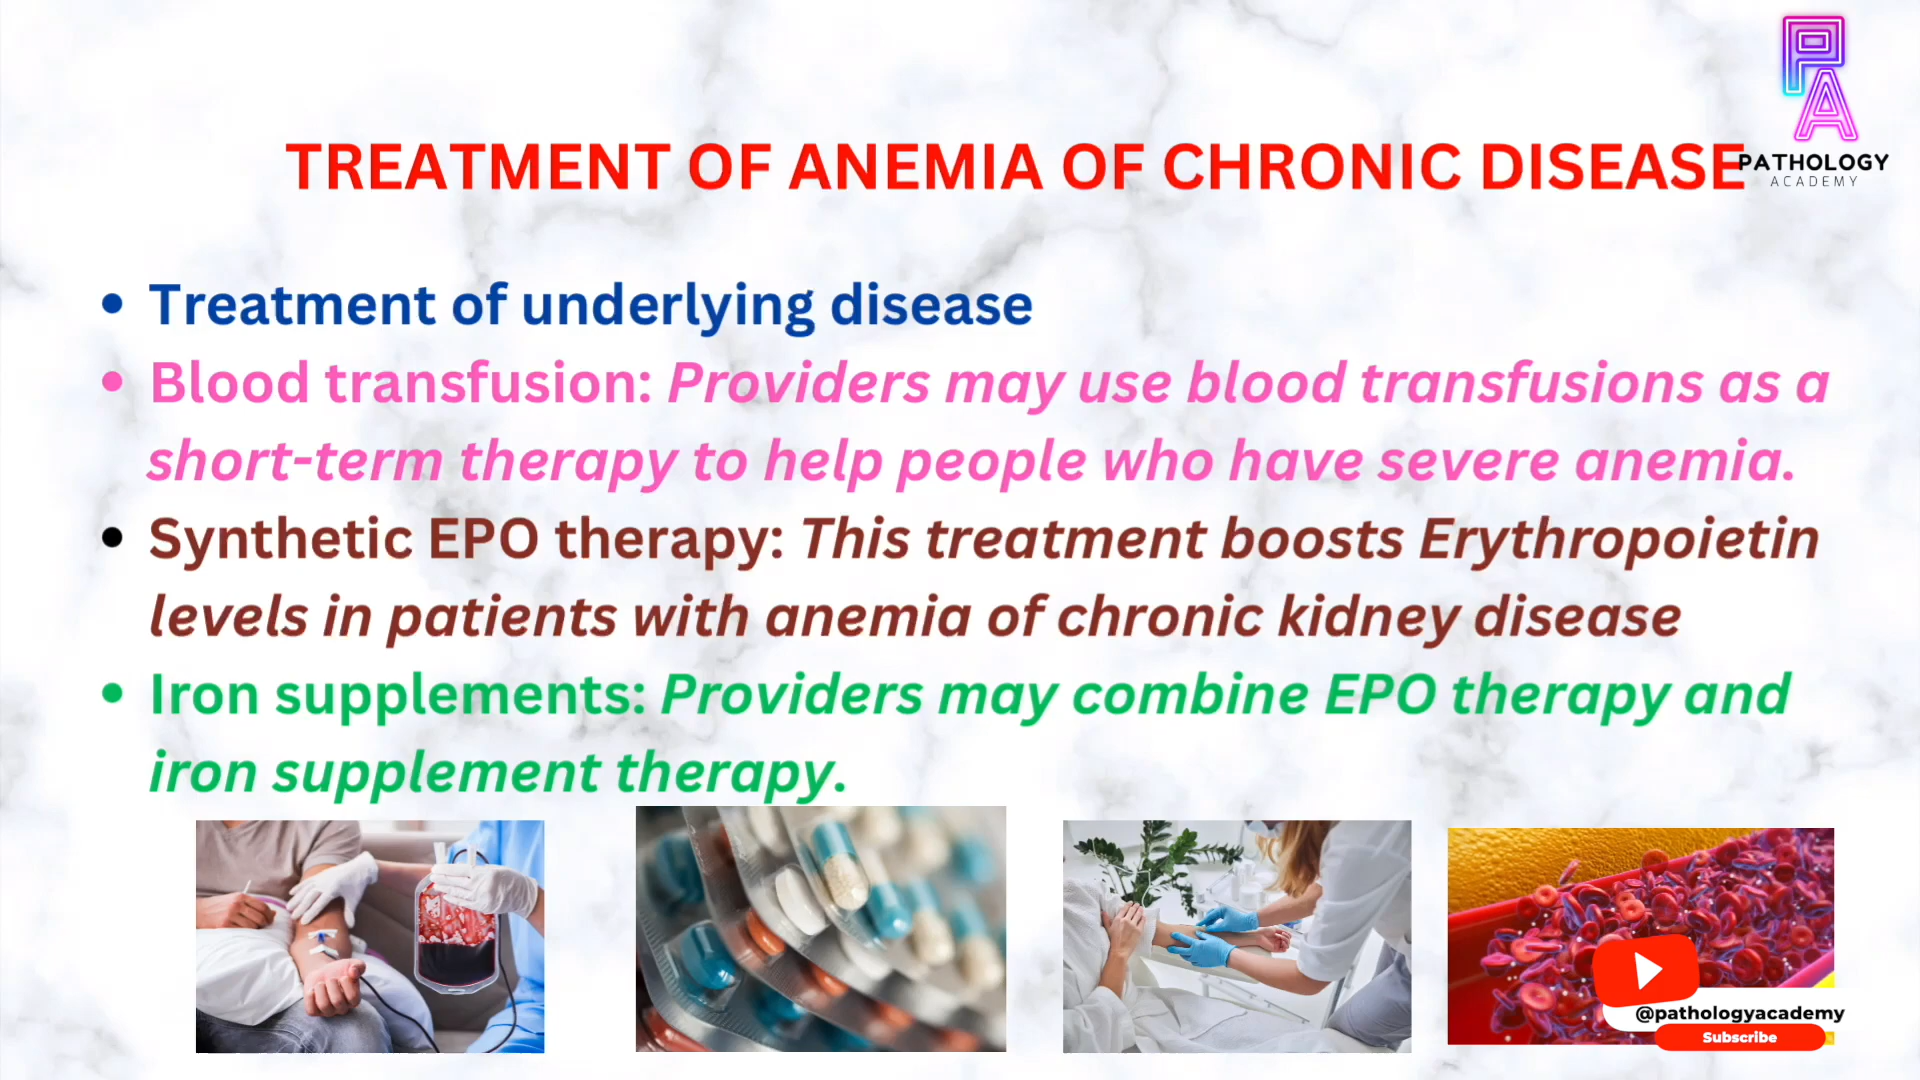 PA
TREATMENT OF ANEMIA OF CHRONIC DISEASE
PATHOLOGY
ACADEMY
• Treatment of underlying disease
• Blood transfusion: Providers may use blood transfusions as a
short-term therapy to help people who have severe anemia.
• Synthetic EPO therapy: This treatment boosts Erythropoietin
levels in patients with anemia of chronic kidney disease
• Iron supplements: Providers may combine EPO therapy and
iron supplement therapy.
@pathologyacademy
Subscribe